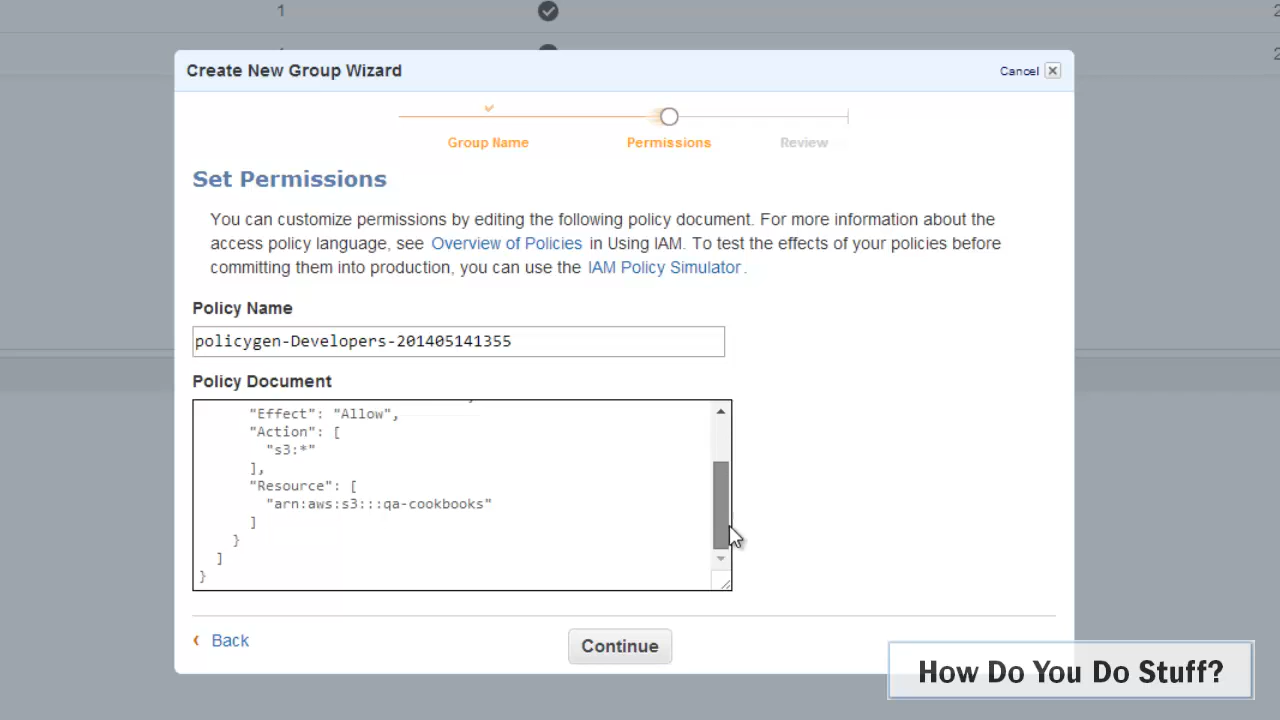 1
Create New Group Wizard
Cancel
Group Name
Permissions
Review
Set Permissions
You can customize permissions by editing the following policy document. For more information about the
access policy language, see Overview of Policies in Using IAM. To test the effects of your policies before
committing them into production, you can use the IAM Policy Simulator.
Policy Name
policygen-Developers-201405141355
Policy Document
"Effect": "Allow",
"Action": [
"s3:*"
],
"Resource": [
"arn:aws:s3:::qa-cookbooks"
]
}
]
}
Back
Continue
How Do You Do Stuff?